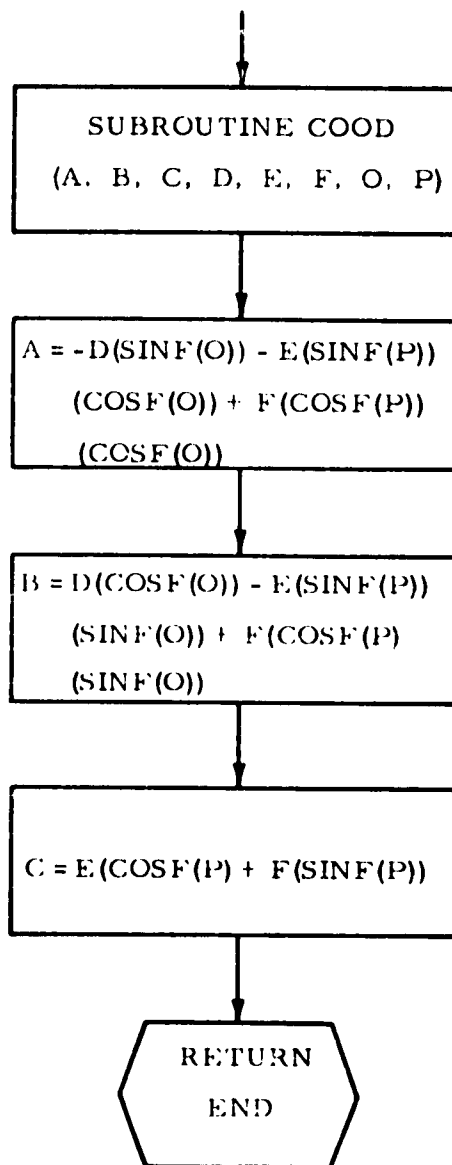 SUBROUTINE COOD
(A, B, C, D, E, F, O, P)
A = -D(SINF(O)) - E(SINF(P))
(COSF(O)) + F(COSF(P))
(COSF(O))
B = D(COSF(O)) - E(SINF(P))
(SINF(O)) + F(COSF(P)
(SINF(O))
C = E(COSF(P) + F(SINF(P))
RETURN
END